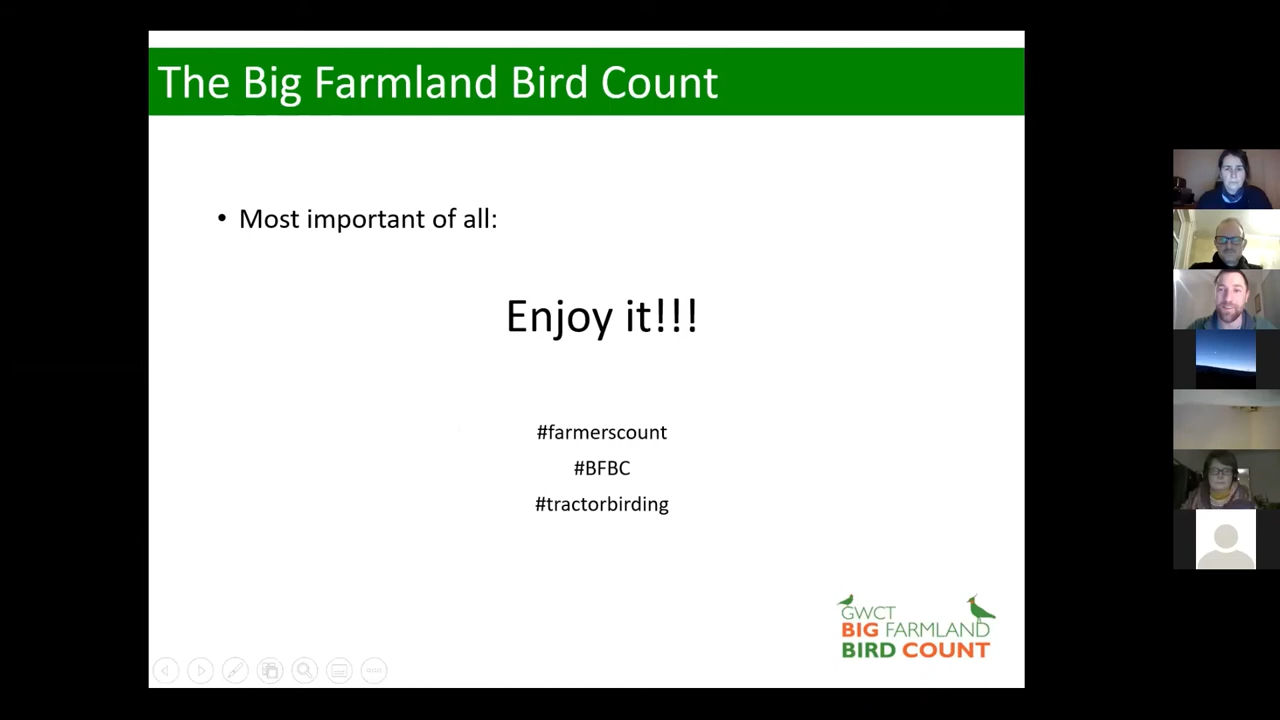 The Big Farmland Bird Count
• Most important of all:
Enjoy it!!!
#farmerscount
#BFBC
#tractorbirding
GWCT
BIG FARMLAND
BIRD COUNT